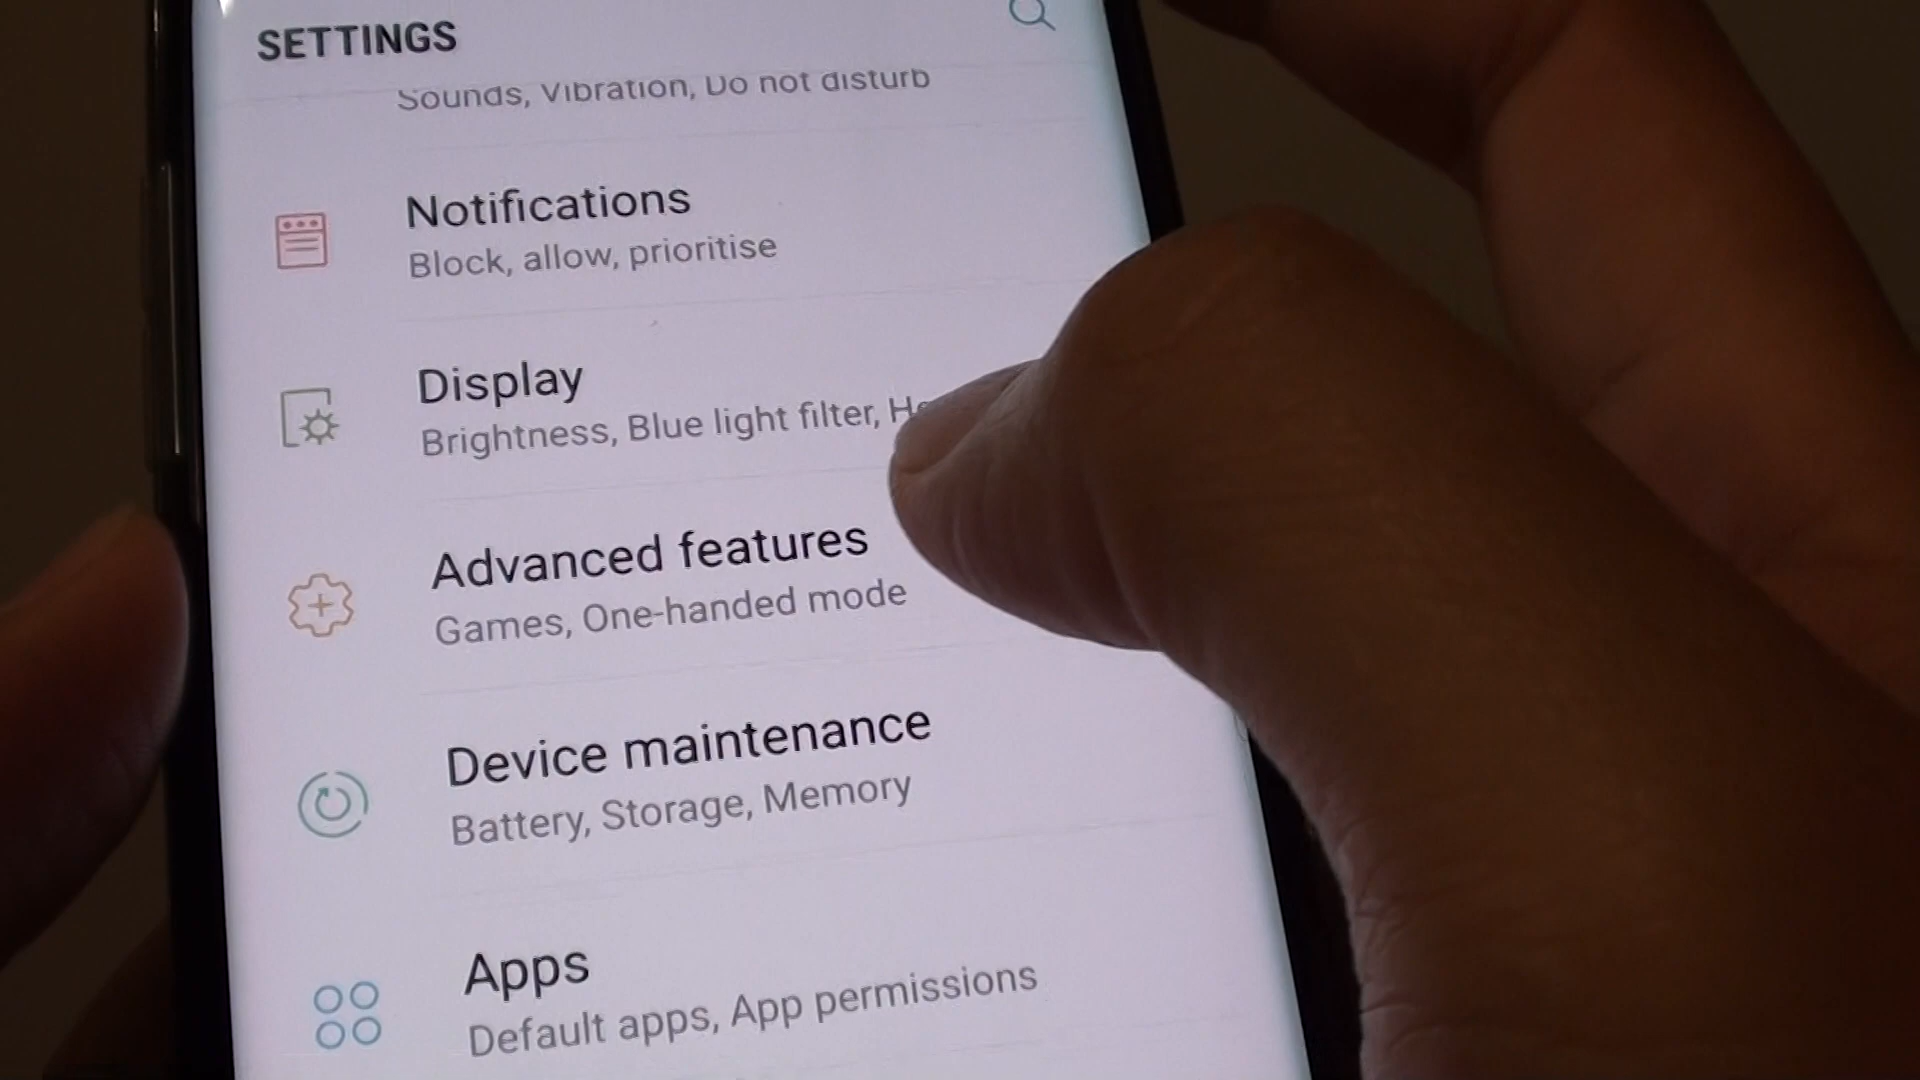 SETTINGS
Sounds, Vibration, Do not disturb
Notifications
Block, allow, prioritise
Display
Brightness, Blue light filter,
Advanced features
Games, One-handed mode
Device maintenance
Battery, Storage, Memory
Apps
Default apps, App permissions